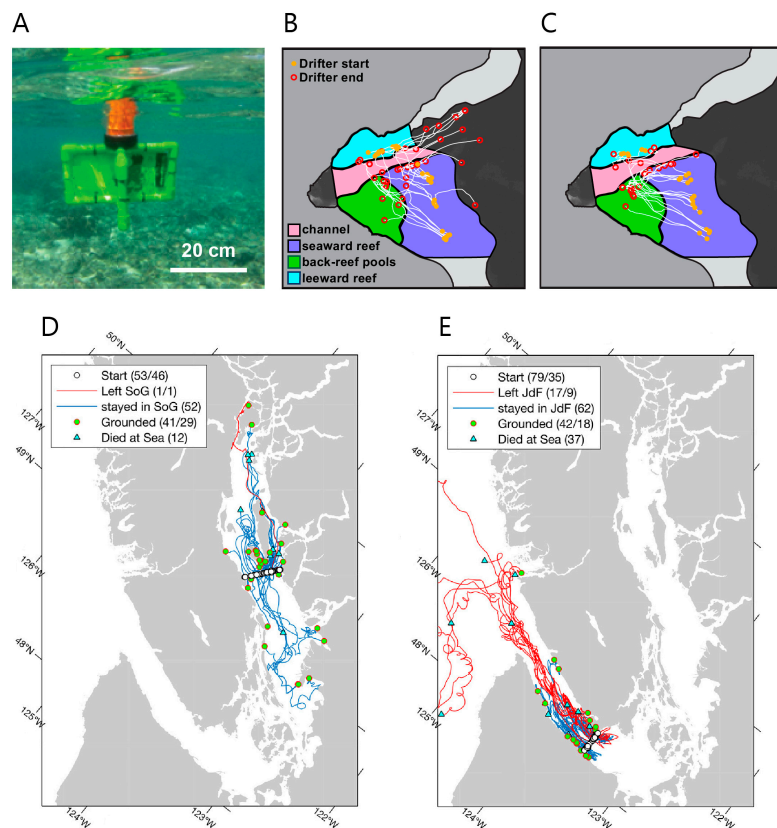 A
20 cm
B
Drifter start
Drifter end
channel
seaward reef
back-reef pools
leeward reef
C
D
50°N
127°W
49°N
126°W
48°N
125°W
124°W
123°W
122°W
Start (53/46)
Left SoG (1/1)
stayed in SoG (52)
Grounded (41/29)
Died at Sea (12)
E
50°N
127°W
49°N
126°W
48°N
125°W
124°W
123°W
122°W
Start (79/35)
Left JdF (17/9)
stayed in JdF (62)
Grounded (42/18)
Died at Sea (37)